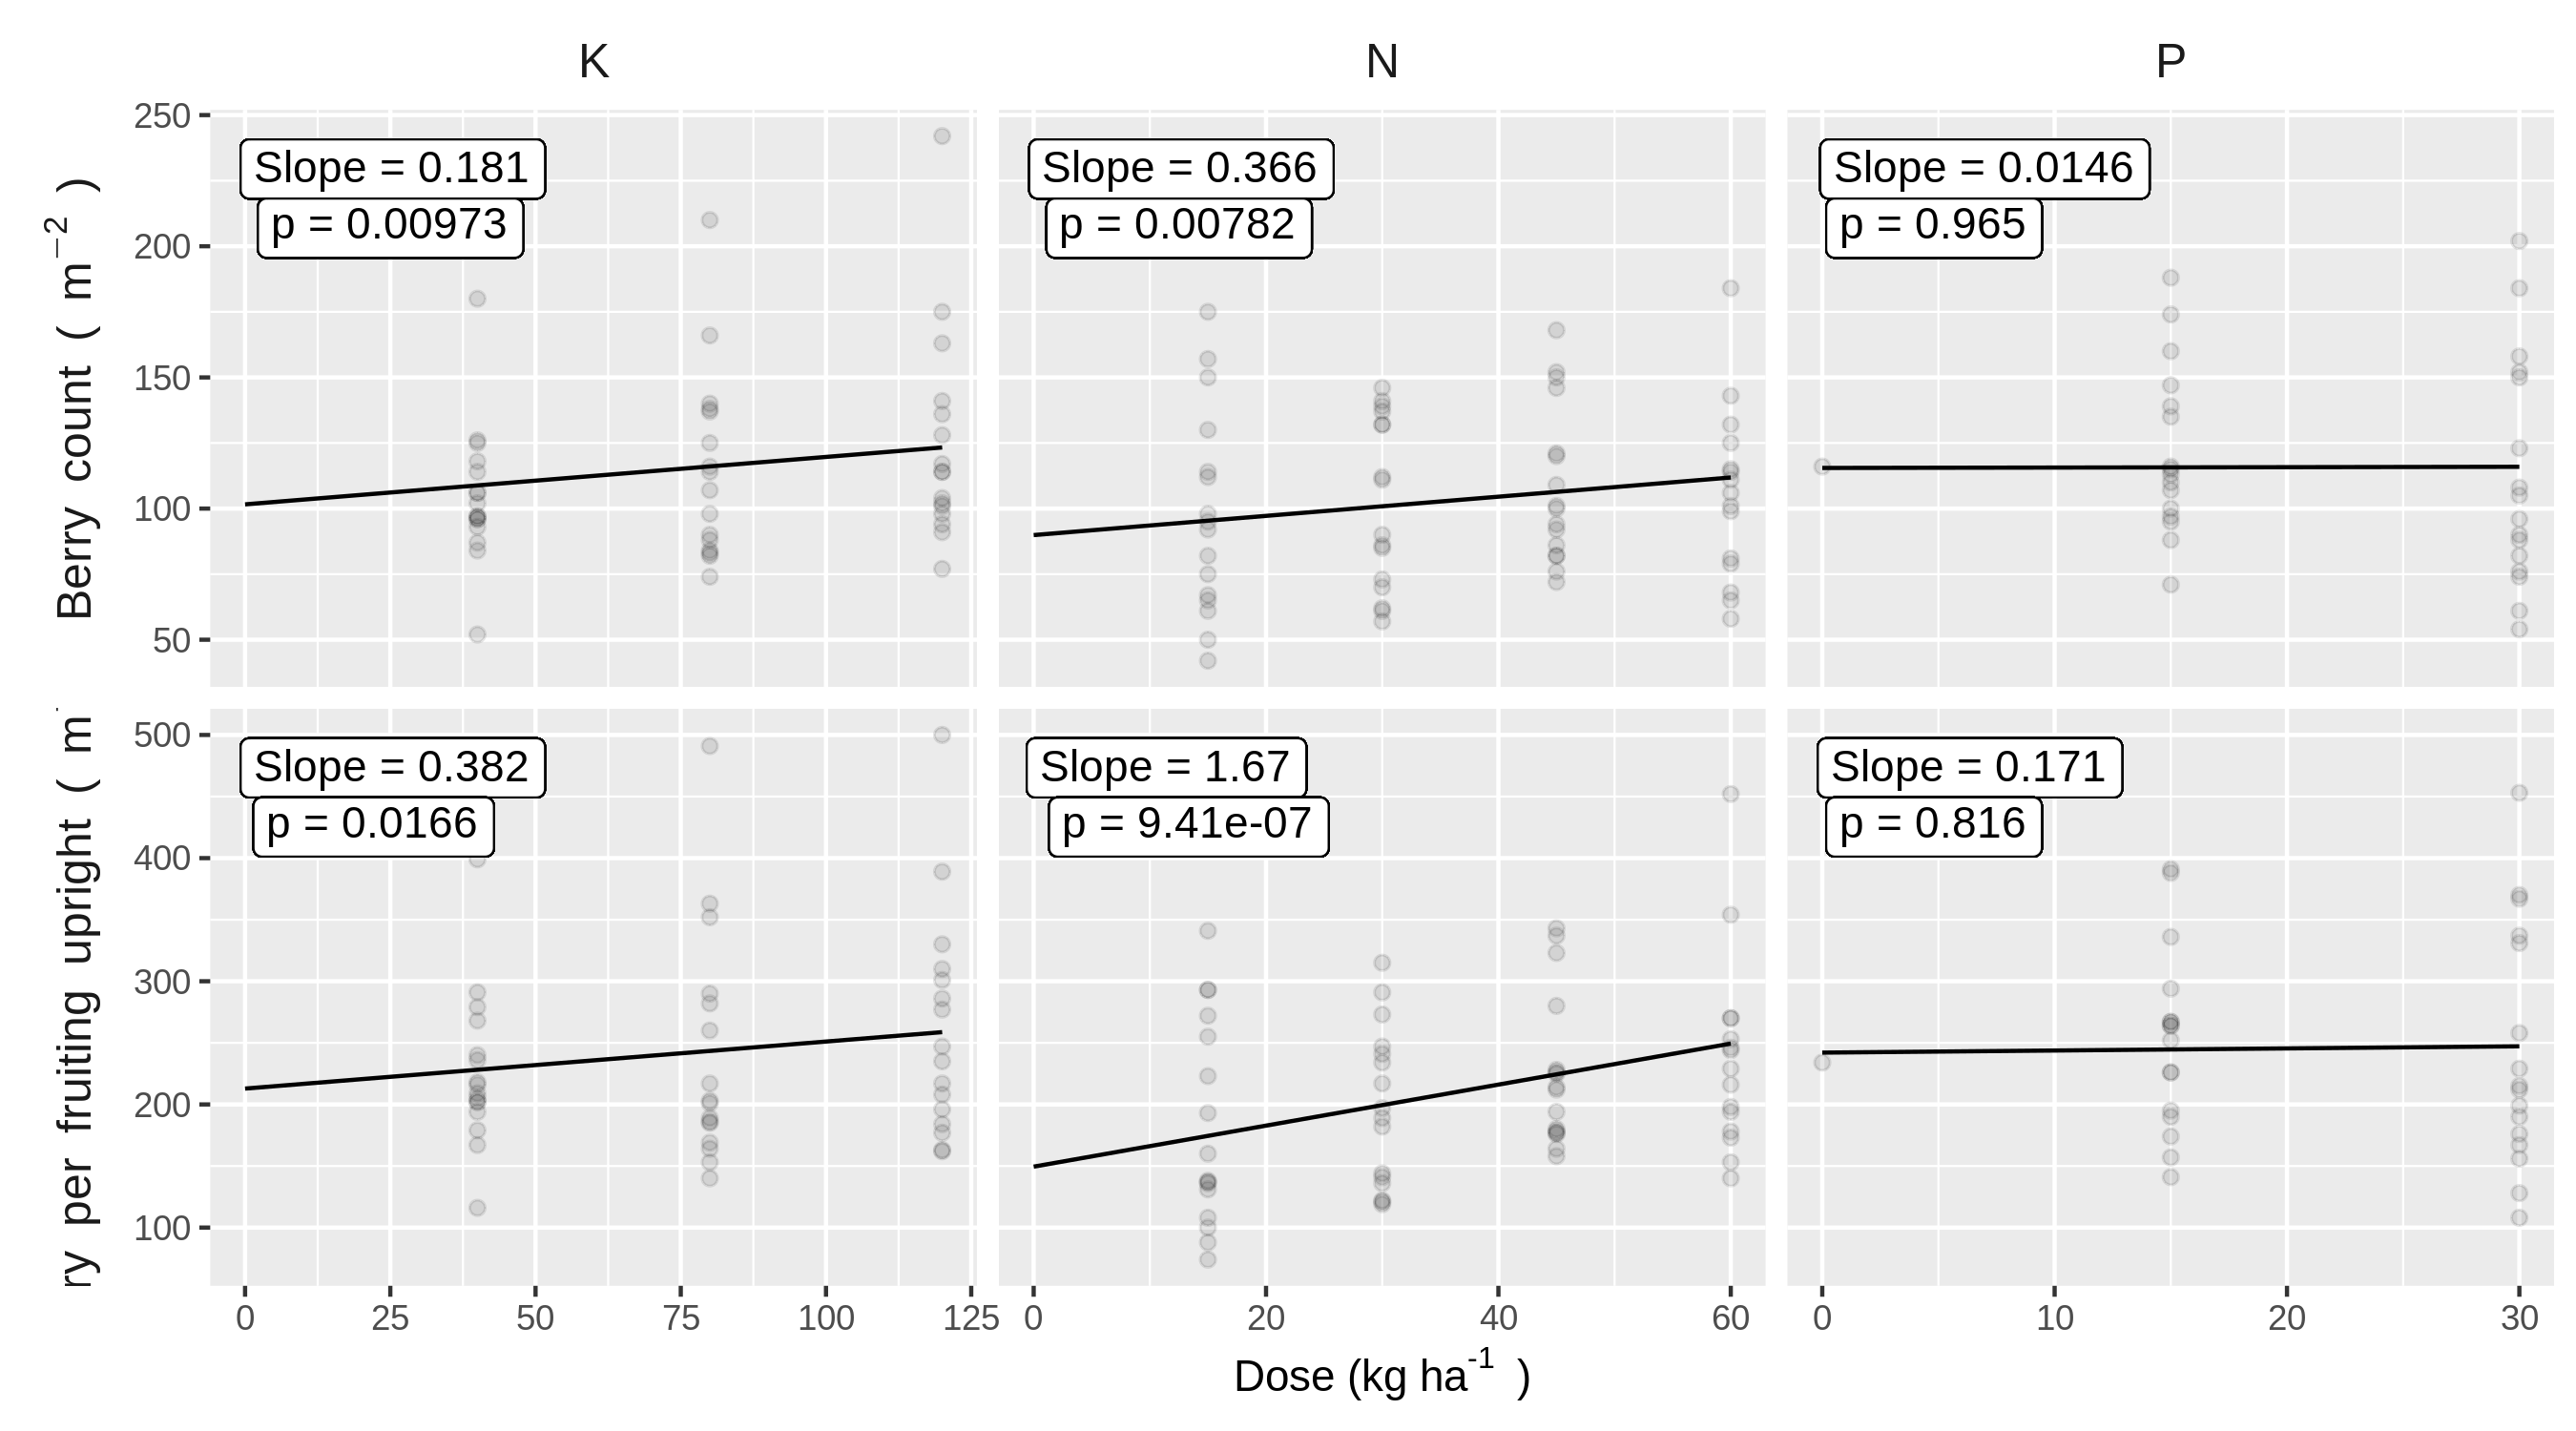 K N P
Berry count ( m−2 )
250
200
150
100
50
Slope = 0.181
p = 0.00973
Slope = 0.366
p = 0.00782
Slope = 0.0146
p = 0.965
per fruiting upright ( m
500
400
300
200
100
Slope = 0.382
p = 0.0166
Slope = 1.67
p = 9.41e-07
Slope = 0.171
p = 0.816
0 25 50 75 100 125 0 20 40 60 0 10 20 30
Dose (kg ha-1 )